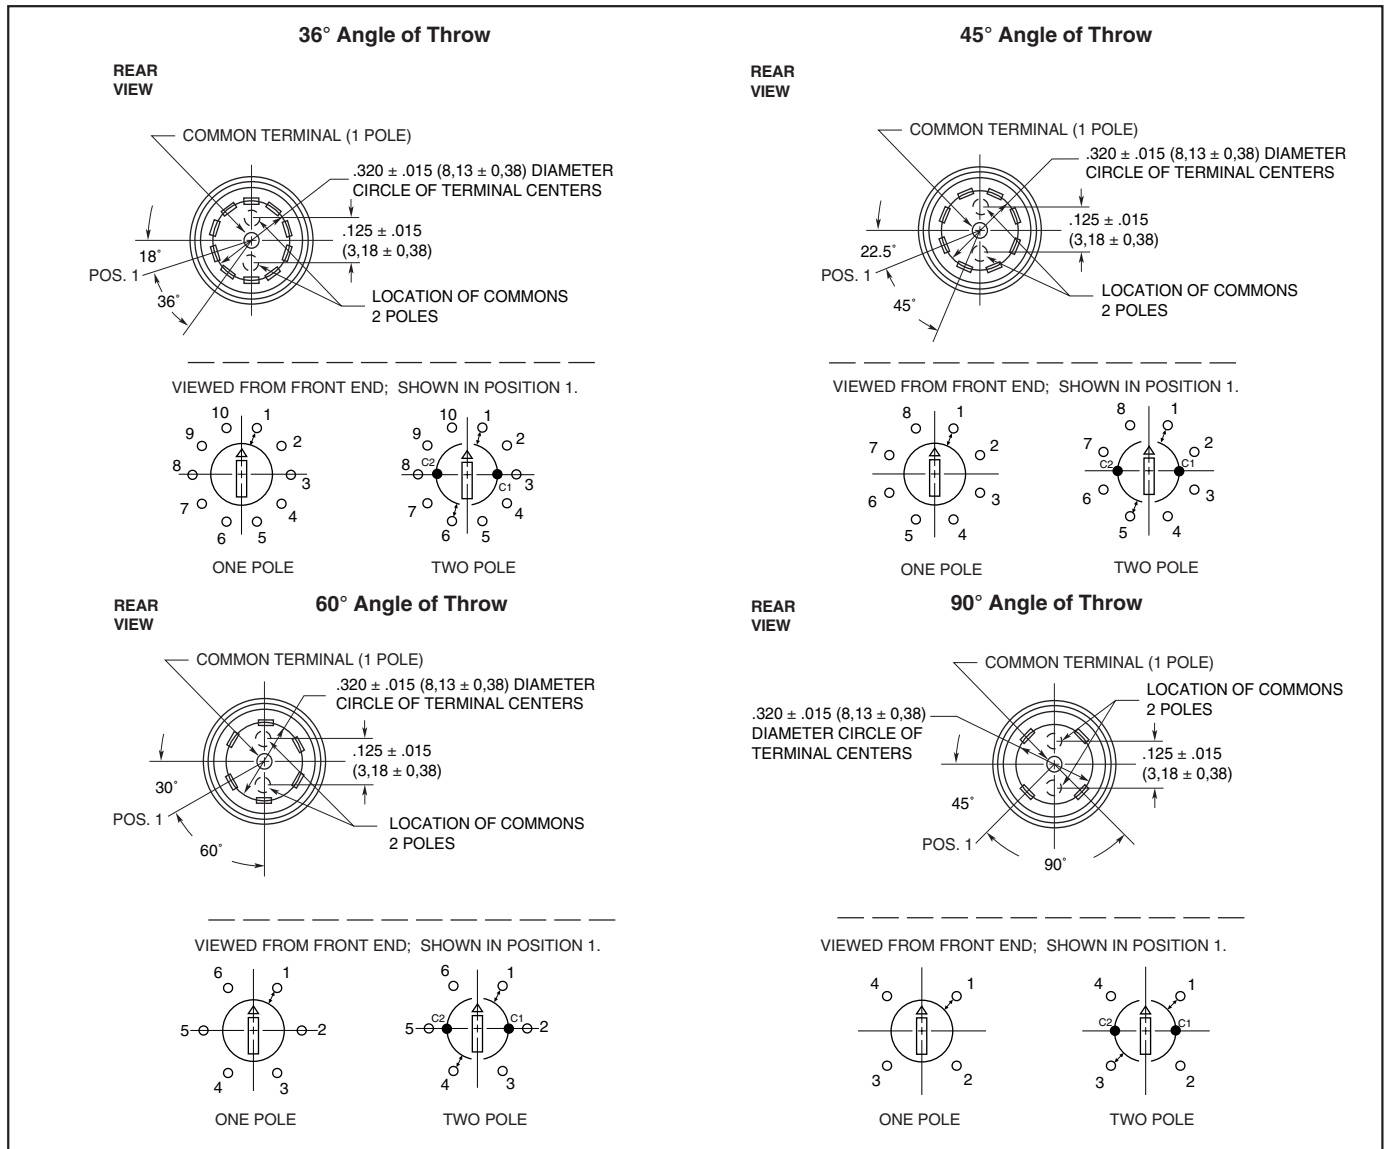 36° Angle of Throw
REAR
VIEW
COMMON TERMINAL (1 POLE)
.320 ± .015 (8,13 ± 0,38) DIAMETER
CIRCLE OF TERMINAL CENTERS
.125 ± .015
(3,18 ± 0,38)
18°
POS. 1
36°
LOCATION OF COMMONS
2 POLES
VIEWED FROM FRONT END; SHOWN IN POSITION 1.
10 1
9 2
8 3
7 4
6 5
ONE POLE
10 1
9 2
8 C2 C1 3
7 4
6 5
TWO POLE
45° Angle of Throw
REAR
VIEW
COMMON TERMINAL (1 POLE)
.320 ± .015 (8,13 ± 0,38) DIAMETER
CIRCLE OF TERMINAL CENTERS
.125 ± .015
(3,18 ± 0,38)
22.5°
POS. 1
45°
LOCATION OF COMMONS
2 POLES
VIEWED FROM FRONT END; SHOWN IN POSITION 1.
8 1
7 2
6 3
5 4
ONE POLE
8 1
7 2
C2 C1
6 3
5 4
TWO POLE
60° Angle of Throw
REAR
VIEW
COMMON TERMINAL (1 POLE)
.320 ± .015 (8,13 ± 0,38) DIAMETER
CIRCLE OF TERMINAL CENTERS
.125 ± .015
(3,18 ± 0,38)
30°
POS. 1
60°
LOCATION OF COMMONS
2 POLES
VIEWED FROM FRONT END; SHOWN IN POSITION 1.
6 1
5 2
4 3
ONE POLE
6 1
5 C2 C1 2
4 3
TWO POLE
90° Angle of Throw
REAR
VIEW
COMMON TERMINAL (1 POLE)
LOCATION OF COMMONS
2 POLES
.320 ± .015 (8,13 ± 0,38)
DIAMETER CIRCLE OF
TERMINAL CENTERS
.125 ± .015
(3,18 ± 0,38)
45°
POS. 1
90°
VIEWED FROM FRONT END; SHOWN IN POSITION 1.
4 1
3 2
ONE POLE
4 1
C2 C1
3 2
TWO POLE